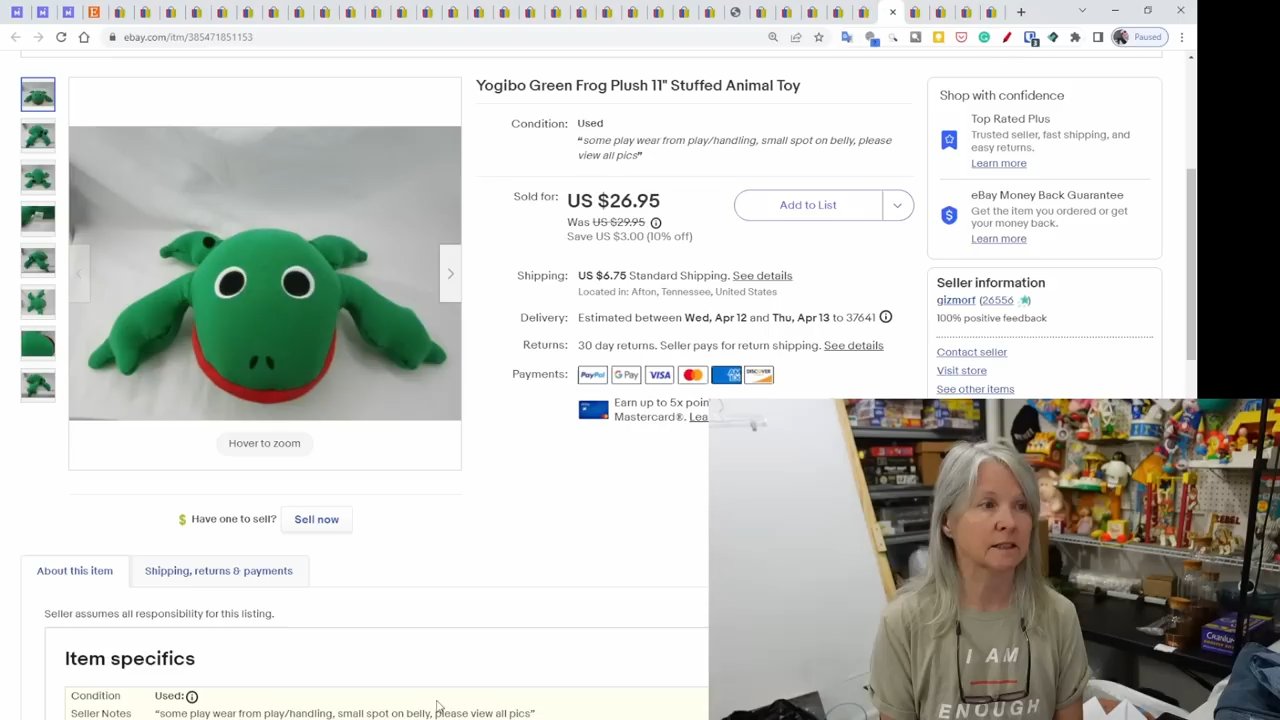 ebay.com/itm/385471851153
Paused
Yogibo Green Frog Plush 11" Stuffed Animal Toy
Condition: Used
“some play wear from play/handling, small spot on belly, please
view all pics”
Sold for: US $26.95
Was US $29.95
Save US $3.00 (10% off)
Add to List
Shipping: US $6.75 Standard Shipping. See details
Located in: Afton, Tennessee, United States
Delivery: Estimated between Wed, Apr 12 and Thu, Apr 13 to 37641
Returns: 30 day returns. Seller pays for return shipping. See details
Payments: PayPal G Pay VISA DISCOVER
Earn up to 5x poin
Mastercard®. Lea
Hover to zoom
Have one to sell? Sell now
About this item
Shipping, returns & payments
Seller assumes all responsibility for this listing.
Item specifics
Condition Used:
Seller Notes “some play wear from play/handling, small spot on belly, please view all pics”
Shop with confidence
Top Rated Plus
Trusted seller, fast shipping, and
easy returns.
Learn more
eBay Money Back Guarantee
Get the item you ordered or get
your money back.
Learn more
Seller information
gizmorf (26556)
100% positive feedback
Contact seller
Visit store
See other items
I AM
ENOUGH
REBEL
CRANIUM